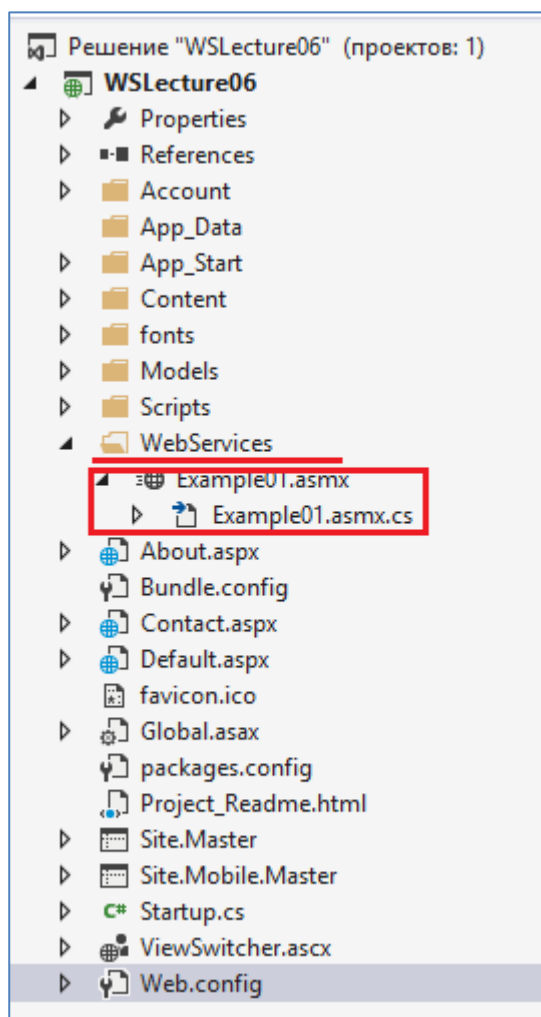 Решение "WSLecture06" (проектов: 1)
WSLecture06
Properties
References
Account
App_Data
App_Start
Content
fonts
Models
Scripts
WebServices
Example01.asmx
Example01.asmx.cs
About.aspx
Bundle.config
Contact.aspx
Default.aspx
favicon.ico
Global.asax
packages.config
Project_Readme.html
Site.Master
Site.Mobile.Master
C# Startup.cs
ViewSwitcher.ascx
Web.config